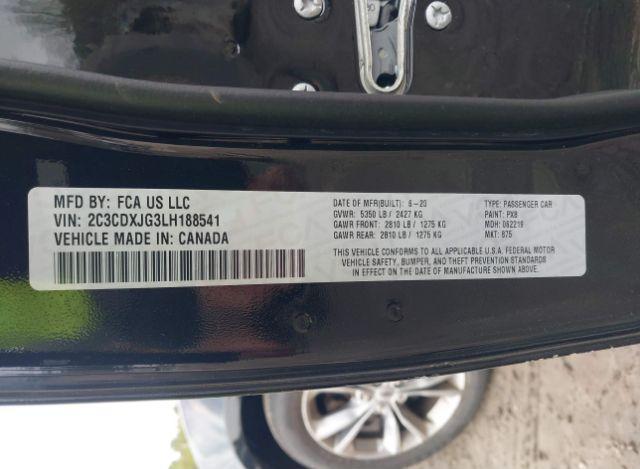 MFD BY: FCA US LLC
VIN: 2C3CDXJG3LH188541
VEHICLE MADE IN: CANADA
DATE OF MFR(BUILT): 6-20
GVWR: 5350 LB / 2427 KG
GAWR FRONT: 2810 LB / 1275 KG
GAWR REAR: 2810 LB / 1275 KG
TYPE: PASSENGER CAR
PAINT: PX8
MDH: 062219
MKT: 875
THIS VEHICLE CONFORMS TO ALL APPLICABLE U.S.A. FEDERAL MOTOR
VEHICLE SAFETY, BUMPER, AND THEFT PREVENTION STANDARDS
IN EFFECT ON THE DATE OF MANUFACTURE SHOWN ABOVE.